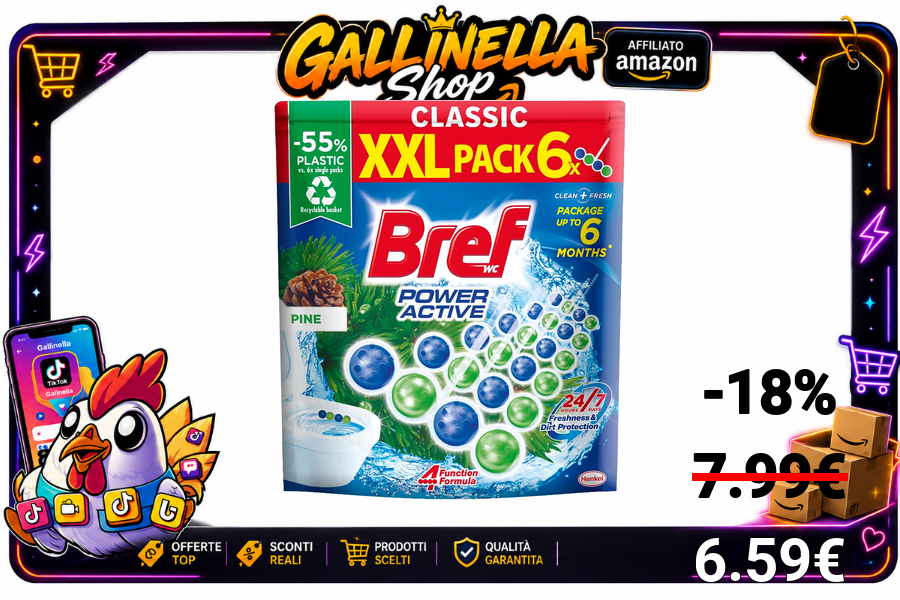 GALLINELLA
Shop
AFFILIATO
amazon
CLASSIC
XXL PACK 6x
-55%
PLASTIC
vs. 6x single packs
Recyclable basket
CLEAN + FRESH
PACKAGE
UP TO
6
MONTHS*
Bref
WC
POWER
ACTIVE
PINE
24/7
HOURS DAYS
Freshness &
Dirt Protection
4 Function
Formula
Henkel
Gallinella
TikTok
Gallinella
-18%
7.99€
6.59€
OFFERTE
TOP
SCONTI
REALI
PRODOTTI
SCELTI
QUALITÀ
GARANTITA